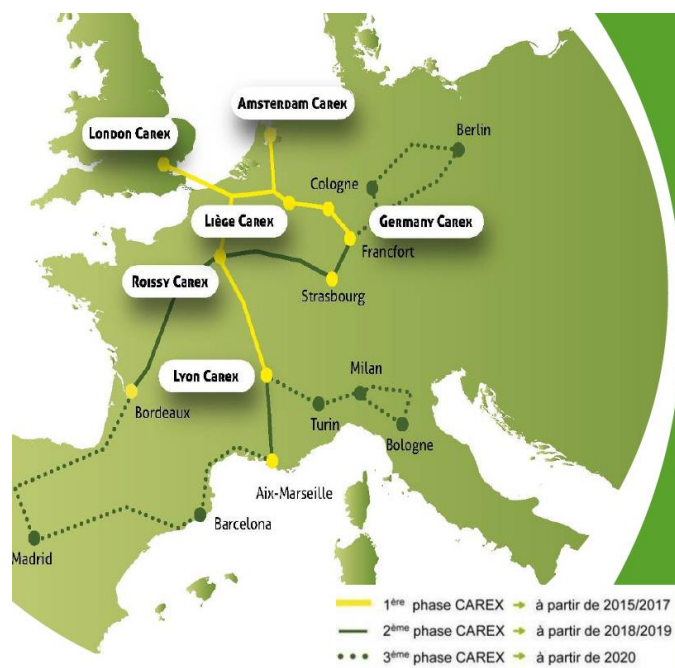 Amsterdam Carex
London Carex
Berlin
Cologne
Liège Carex
Germany Carex
Francfort
Roissy Carex
Strasbourg
Milan
Lyon Carex
Bordeaux
Turin
Bologne
Aix-Marseille
Barcelona
Madrid
1ère phase CAREX → à partir de 2015/2017
2ème phase CAREX → à partir de 2018/2019
3ème phase CAREX → à partir de 2020